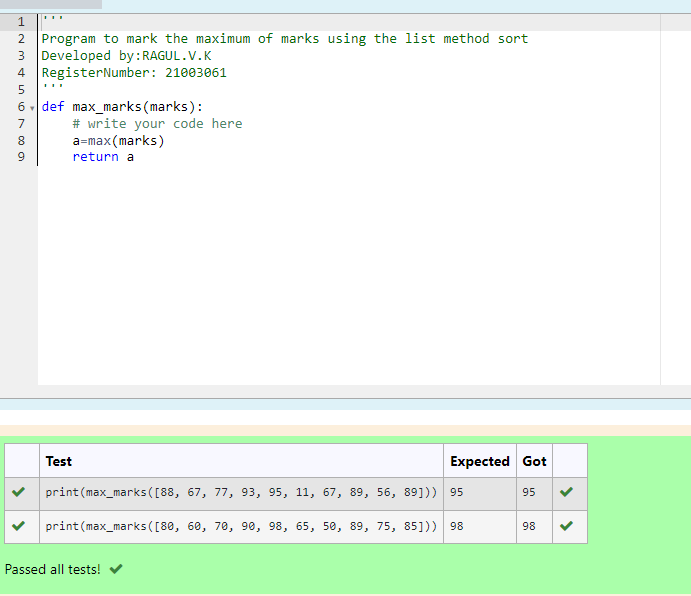 1 '''
2 Program to mark the maximum of marks using the list method sort
3 Developed by:RAGUL.V.K
4 RegisterNumber: 21003061
5 '''
6 def max_marks(marks):
7     # write your code here
8     a=max(marks)
9     return a
Test Expected Got
print(max_marks([88, 67, 77, 93, 95, 11, 67, 89, 56, 89])) 95 95
print(max_marks([80, 60, 70, 90, 98, 65, 50, 89, 75, 85])) 98 98
Passed all tests!